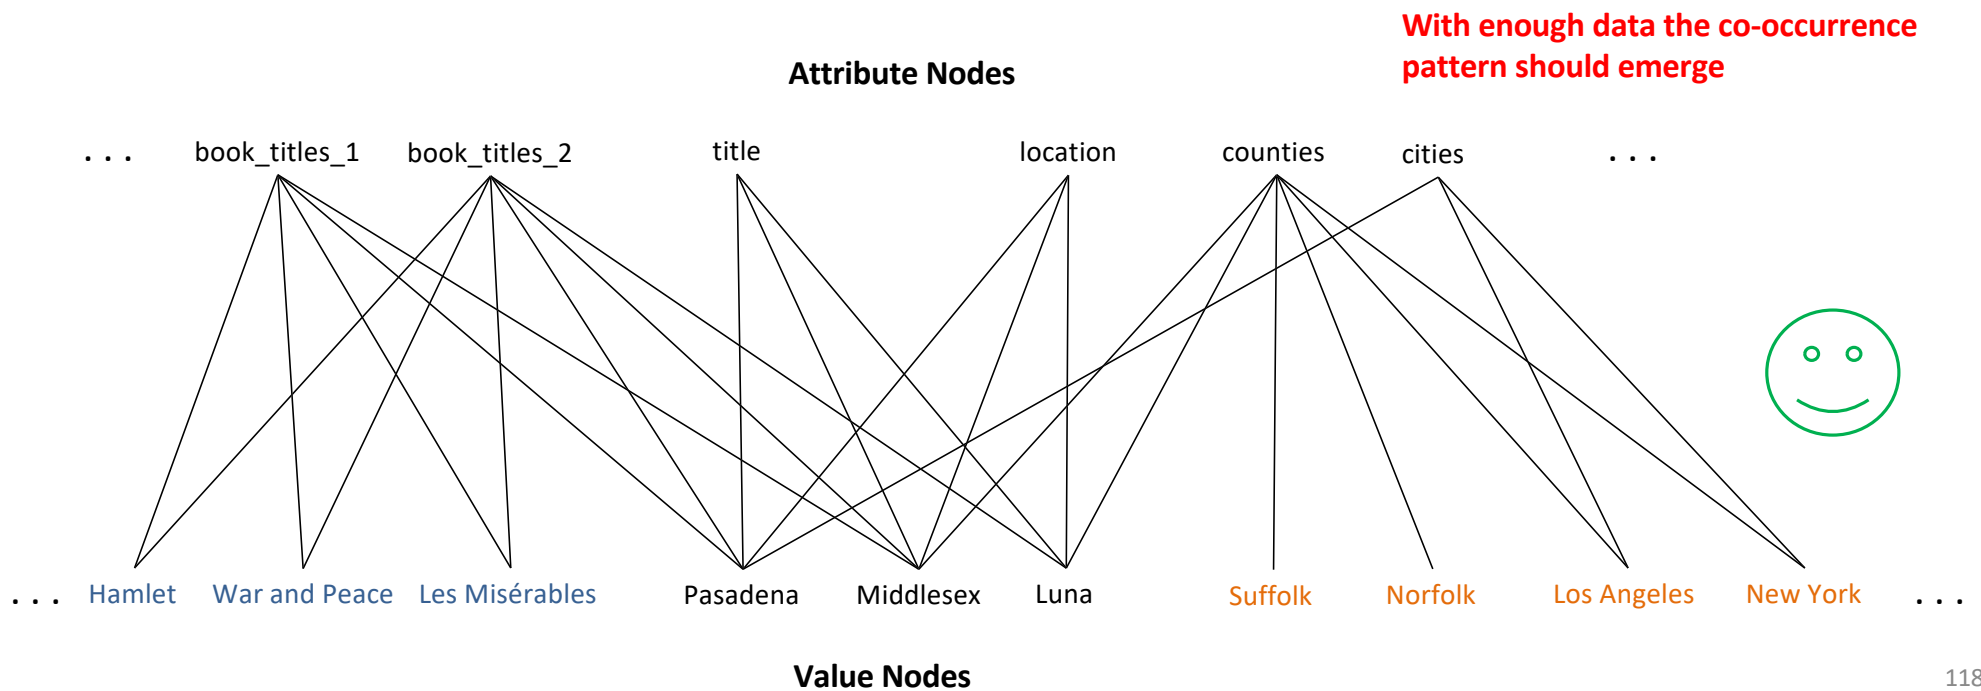 With enough data the co-occurrence
pattern should emerge
Attribute Nodes
. . . book_titles_1 book_titles_2 title location counties cities . . .
. . . Hamlet War and Peace Les Misérables Pasadena Middlesex Luna Suffolk Norfolk Los Angeles New York . . .
Value Nodes
118